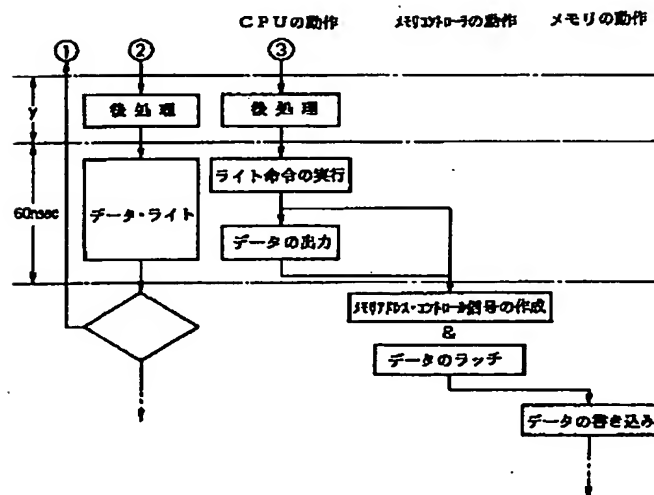 CPUの動作 メモリコントローラの動作 メモリの動作
① ② ③
y
後処理 後処理
60nsec
データ・ライト
ライト命令の実行
データの出力
メモリアドレス・コントロール信号の作成
&
データのラッチ
データの書き込み